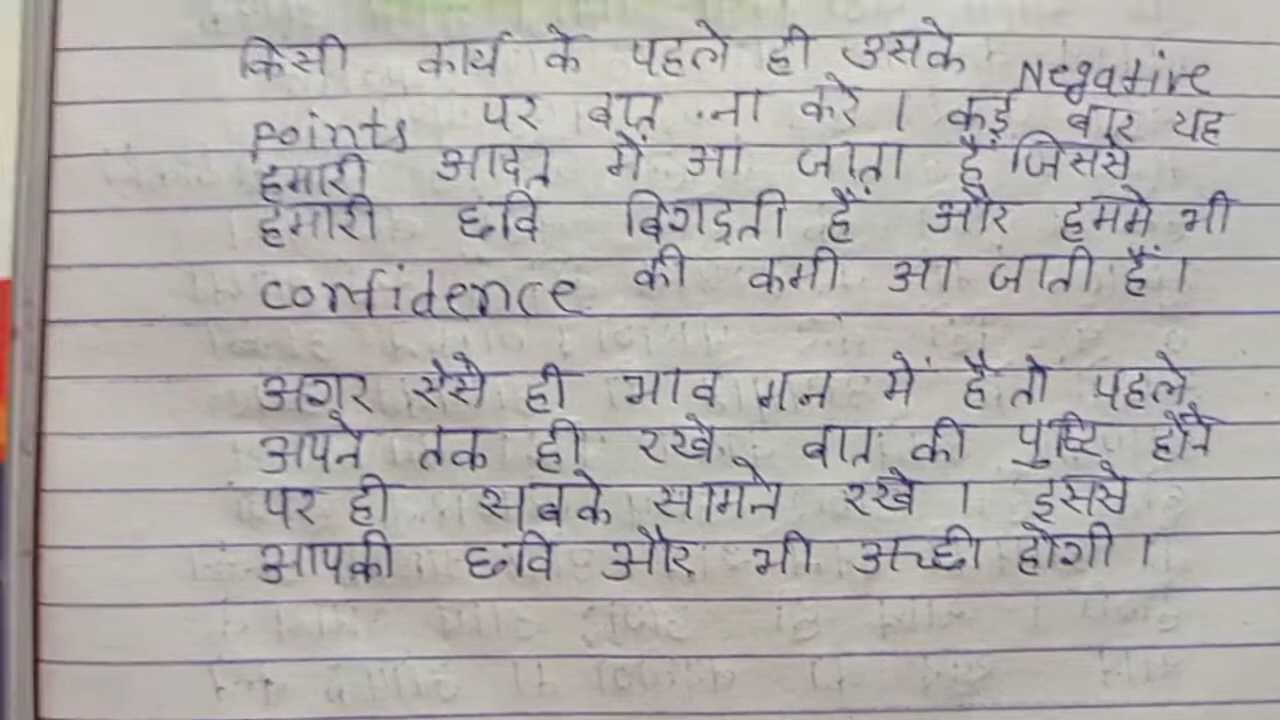 किसी कार्य के पहले ही उसके Negative
points पर बात ना करे । कई बार यह
हमारी आदत में आ जाता है जिससे
हमारी छवि बिगड़ती हैं और हममे भी
confidence की कमी आ जाती हैं।
अगर ऐसे ही भाव मन में है तो पहले
अपने तक ही रखे बात की पुष्टि होने
पर ही सबके सामने रखे । इससे
आपकी छवि और भी अच्छी होगी ।